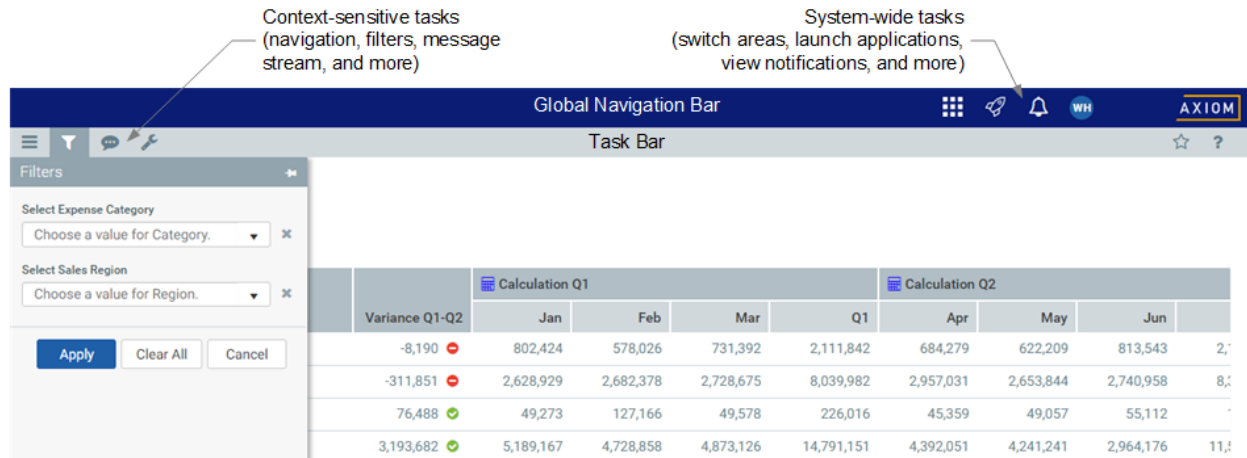 Context-sensitive tasks
(navigation, filters, message
stream, and more)
System-wide tasks
(switch areas, launch applications,
view notifications, and more)
Global Navigation Bar
WH
AXIOM
Task Bar
?
Filters
Select Expense Category
Choose a value for Category.
Select Sales Region
Choose a value for Region.
Apply Clear All Cancel
Calculation Q1 Calculation Q2
Variance Q1-Q2 Jan Feb Mar Q1 Apr May Jun
-8,190 802,424 578,026 731,392 2,111,842 684,279 622,209 813,543
-311,851 2,628,929 2,682,378 2,728,675 8,039,982 2,957,031 2,653,844 2,740,958
76,488 49,273 127,166 49,578 226,016 45,359 49,057 55,112
3,193,682 5,189,167 4,728,858 4,873,126 14,791,151 4,392,051 4,241,241 2,964,176